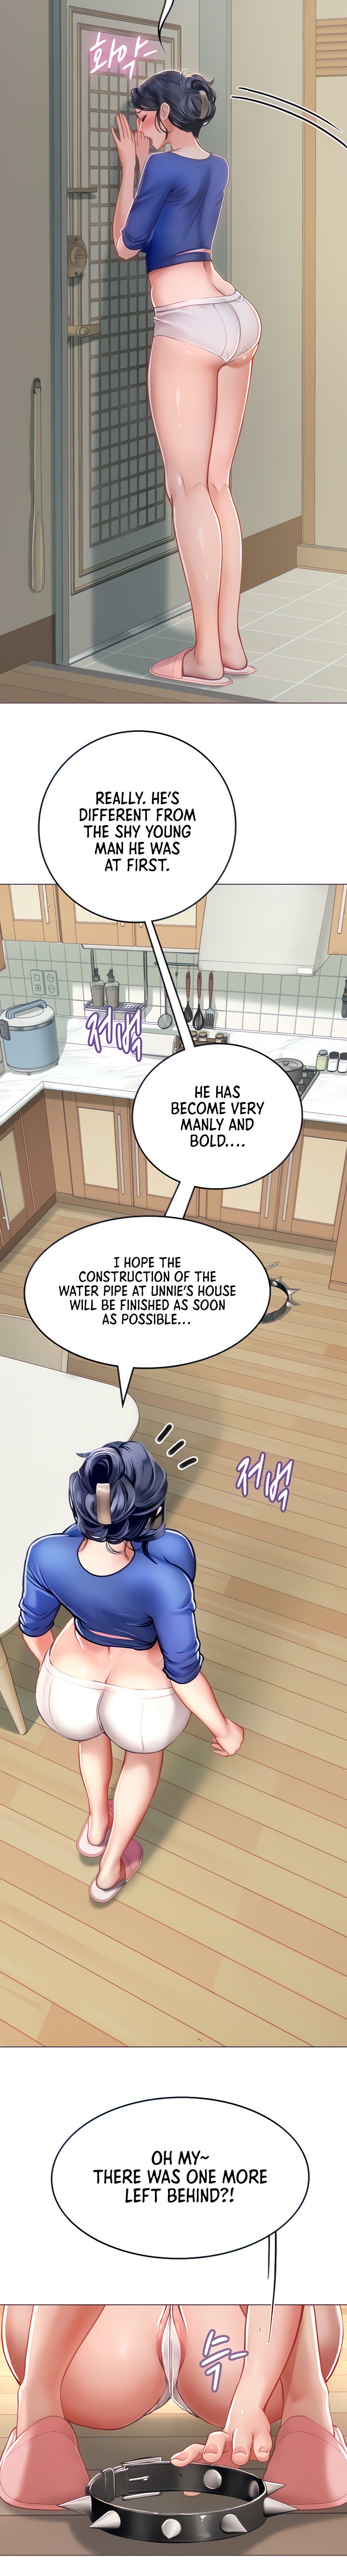 화악~
REALLY. HE'S
DIFFERENT FROM
THE SHY YOUNG
MAN HE WAS
AT FIRST.
저벅
HE HAS
BECOME VERY
MANLY AND
BOLD....
I HOPE THE
CONSTRUCTION OF THE
WATER PIPE AT UNNIE'S HOUSE
WILL BE FINISHED AS SOON
AS POSSIBLE...
저벅
OH MY~
THERE WAS ONE MORE
LEFT BEHIND?!
슥~